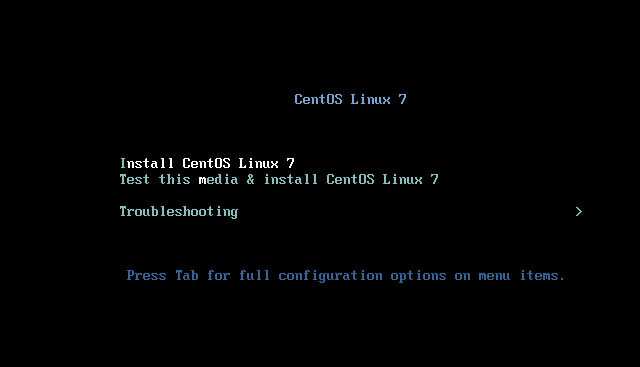 CentOS Linux 7
Install CentOS Linux 7
Test this media & install CentOS Linux 7
Troubleshooting >
Press Tab for full configuration options on menu items.